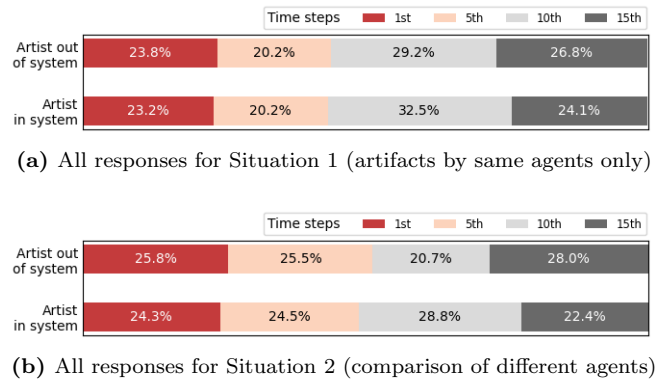 Time steps 1st 5th 10th 15th
Artist out
of system
23.8% 20.2% 29.2% 26.8%
Artist
in system
23.2% 20.2% 32.5% 24.1%
(a) All responses for Situation 1 (artifacts by same agents only)
Time steps 1st 5th 10th 15th
Artist out
of system
25.8% 25.5% 20.7% 28.0%
Artist
in system
24.3% 24.5% 28.8% 22.4%
(b) All responses for Situation 2 (comparison of different agents)